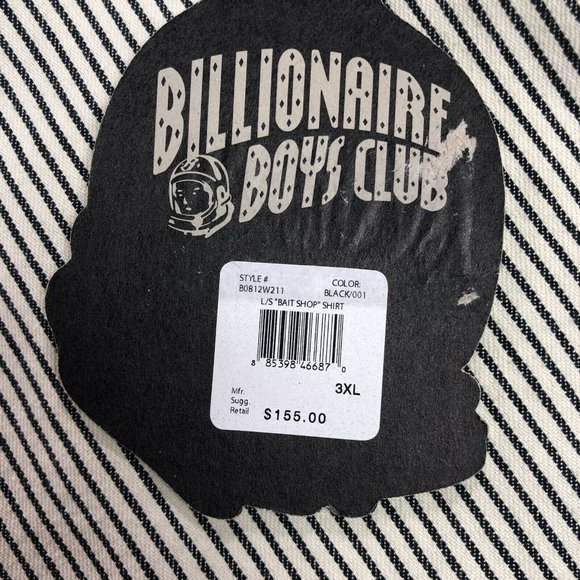 BILLIONAIRE
BOYS CLUB
STYLE # COLOR:
B0812W211 BLACK/001
L/S "BAIT SHOP" SHIRT
8 85398 46687 0
3XL
Mfr.
Sugg.
Retail $155.00